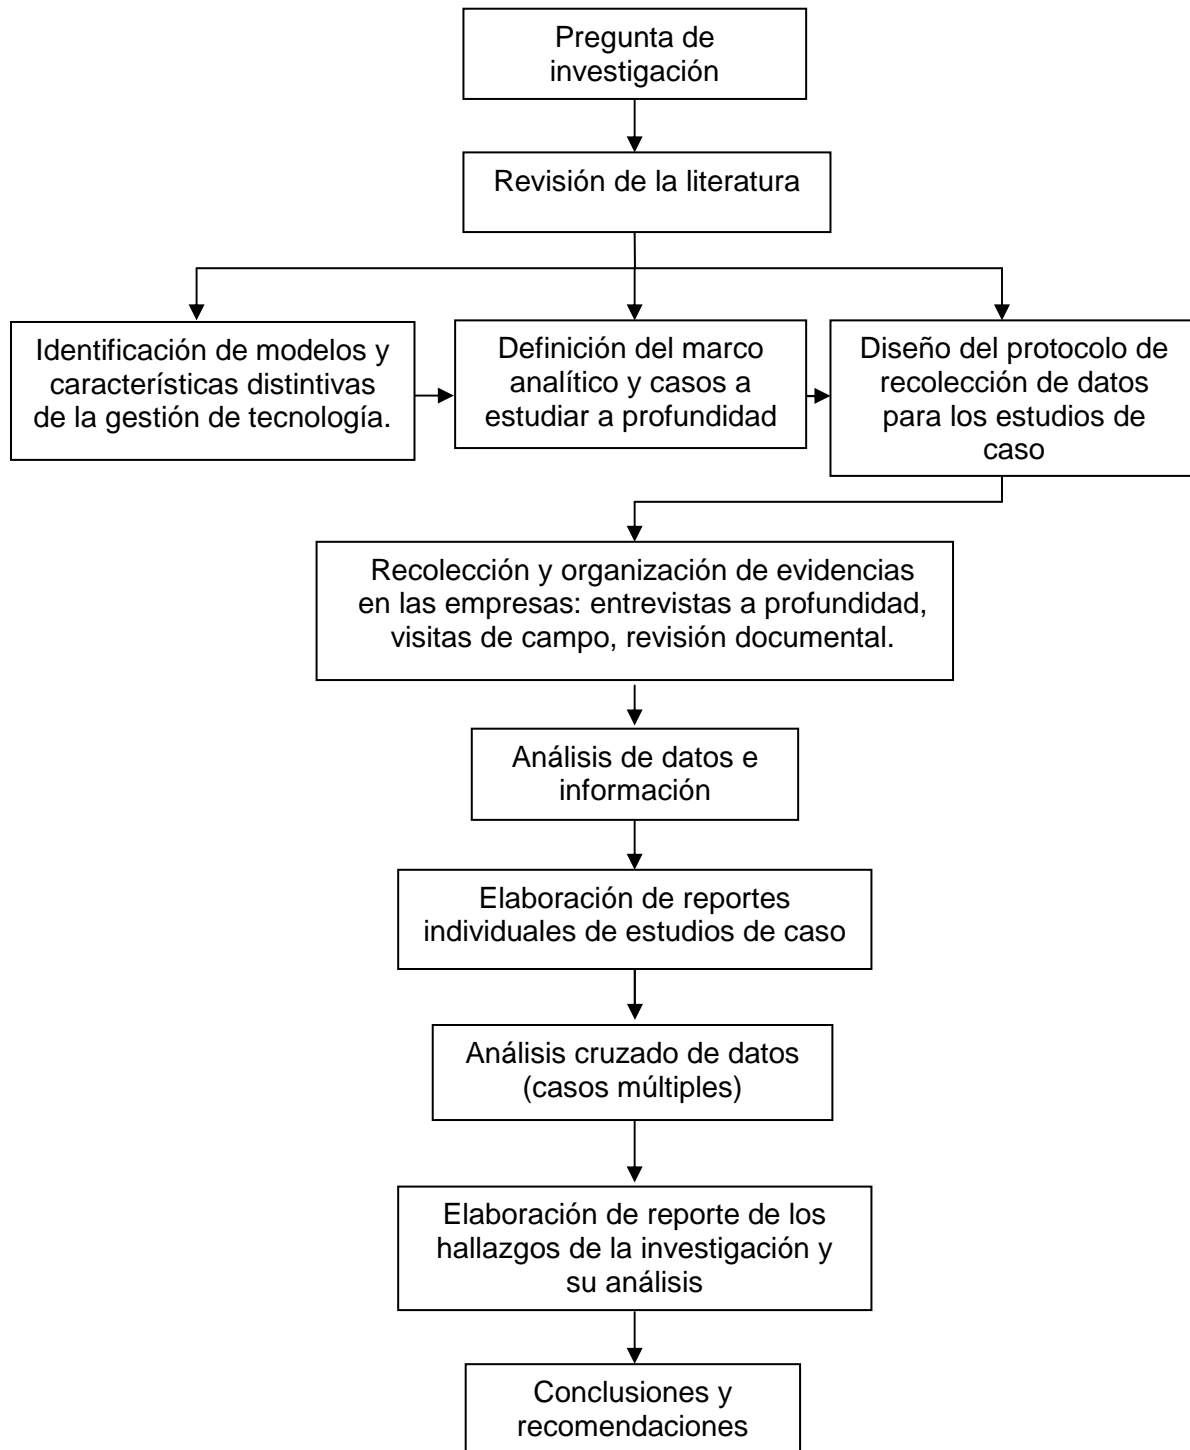 Pregunta de
investigación
Revisión de la literatura
Identificación de modelos y
características distintivas
de la gestión de tecnología.
Definición del marco
analítico y casos a
estudiar a profundidad
Diseño del protocolo de
recolección de datos
para los estudios de
caso
Recolección y organización de evidencias
en las empresas: entrevistas a profundidad,
visitas de campo, revisión documental.
Análisis de datos e
información
Elaboración de reportes
individuales de estudios de caso
Análisis cruzado de datos
(casos múltiples)
Elaboración de reporte de los
hallazgos de la investigación y
su análisis
Conclusiones y
recomendaciones